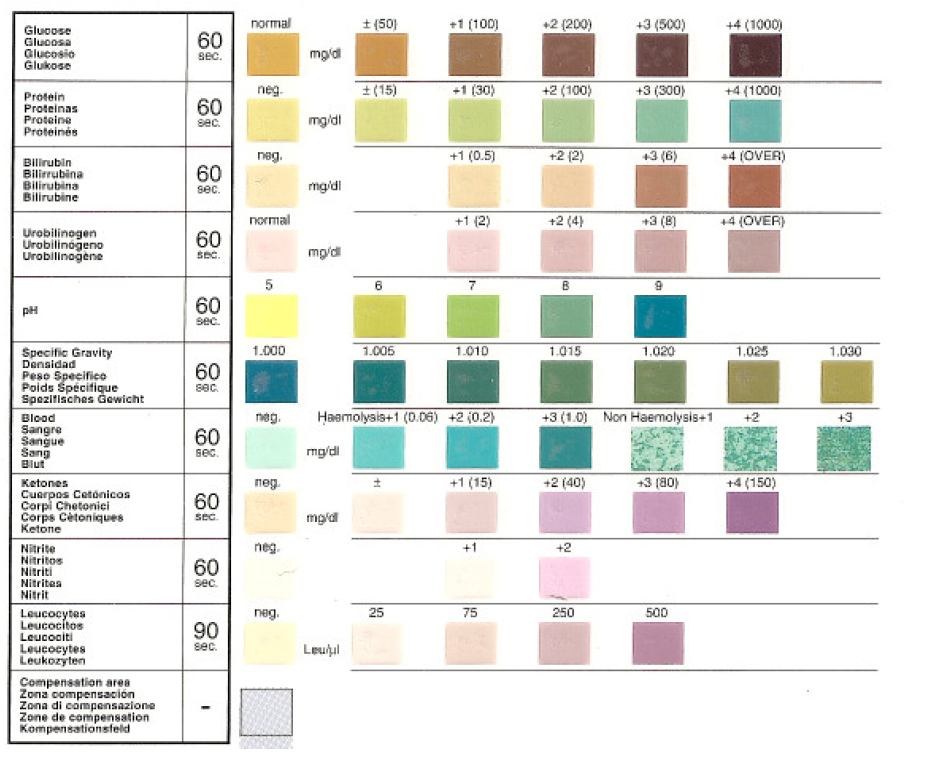 normal ± (50) +1 (100) +2 (200) +3 (500) +4 (1000)
Glucose
Glucosa
Glucosio
Glukose
60
sec.
mg/dl
neg. ± (15) +1 (30) +2 (100) +3 (300) +4 (1000)
Protein
Proteinas
Proteine
Proteinés
60
sec.
mg/dl
neg. +1 (0.5) +2 (2) +3 (6) +4 (OVER)
Bilirubin
Bilirrubina
Bilirubina
Bilirubine
60
sec.
mg/dl
normal +1 (2) +2 (4) +3 (8) +4 (OVER)
Urobilinogen
Urobilinógeno
Urobilinogène
60
sec.
mg/dl
5 6 7 8 9
pH
60
sec.
1.000 1.005 1.010 1.015 1.020 1.025 1.030
Specific Gravity
Densidad
Peso Specifico
Poids Spécifique
Spezifisches Gewicht
60
sec.
neg. Haemolysis+1 (0.06) +2 (0.2) +3 (1.0) Non Haemolysis+1 +2 +3
Blood
Sangre
Sangue
Sang
Blut
60
sec.
mg/dl
neg. ± +1 (15) +2 (40) +3 (80) +4 (150)
Ketones
Cuerpos Cetónicos
Corpi Chetonici
Corps Cètoniques
Ketone
60
sec.
mg/dl
neg. +1 +2
Nitrite
Nitritos
Nitriti
Nitrites
Nitrit
60
sec.
neg. 25 75 250 500
Leucocytes
Leucocitos
Leucociti
Leucocytes
Leukozyten
90
sec.
Leu/µl
Compensation area
Zona compensación
Zona di compensazione
Zone de compensation
Kompensationsfeld
-